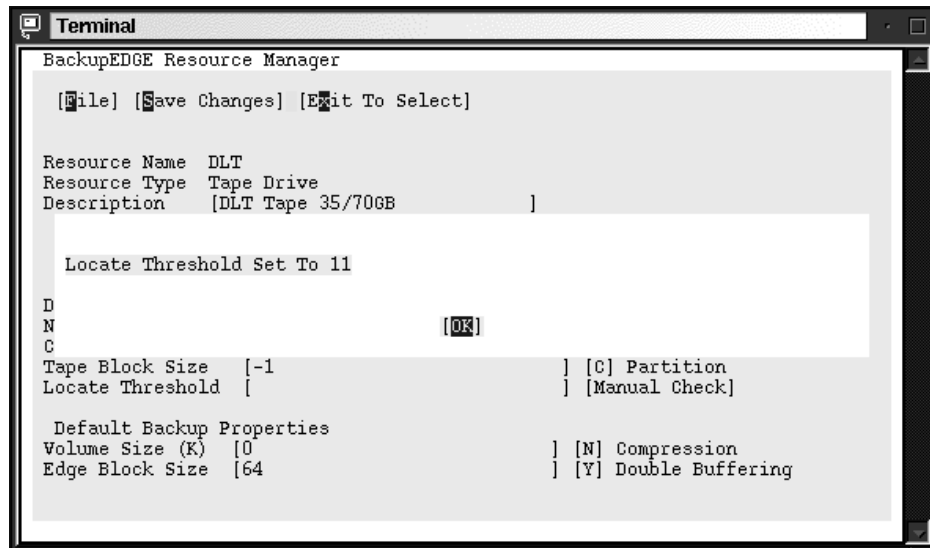 Terminal
BackupEDGE Resource Manager
[File] [Save Changes] [Exit To Select]
Resource Name DLT
Resource Type Tape Drive
Description [DLT Tape 35/70GB ]
Locate Threshold Set To 11
D
N [OK]
C
Tape Block Size [-1 ] [C] Partition
Locate Threshold [ ] [Manual Check]
Default Backup Properties
Volume Size (K) [0 ] [N] Compression
Edge Block Size [64 ] [Y] Double Buffering